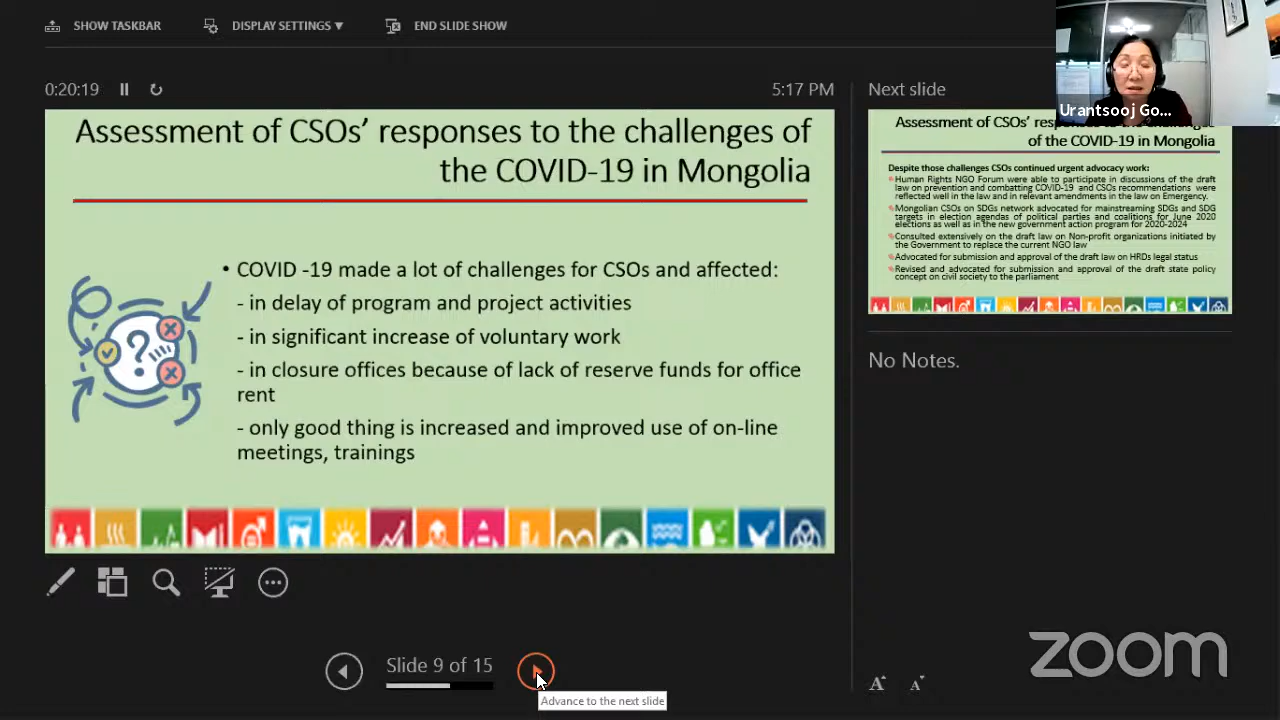 SHOW TASKBAR
DISPLAY SETTINGS ▼
END SLIDE SHOW
Urantsooj Go...
0:20:19
5:17 PM
Next slide
Assessment of CSOs' responses to the challenges of
the COVID-19 in Mongolia
• COVID -19 made a lot of challenges for CSOs and affected:
- in delay of program and project activities
- in significant increase of voluntary work
- in closure offices because of lack of reserve funds for office
rent
- only good thing is increased and improved use of on-line
meetings, trainings
Assessment of CSOs' responses to the challenges
of the COVID-19 in Mongolia
Despite those challenges CSOs continued urgent advocacy work:
Human Rights NGO Forum were able to participate in discussions of the draft
law on prevention and combatting COVID-19 and CSOs recommendations were
reflected well in the law and in relevant amendments in the law on Emergency.
Mongolian CSOs on SDGs network advocated for mainstreaming SDGs and SDG
targets in election agendas of political parties and coalitions for June 2020
elections as well as in the new government action program for 2020-2024
Consulted extensively on the draft law on Non-profit organizations initiated by
the Government to replace the current NGO law
Advocated for submission and approval of the draft law on HRDs legal status
Revised and advocated for submission and approval of the draft state policy
concept on civil society to the parliament
No Notes.
Slide 9 of 15
Advance to the next slide
zoom
A A